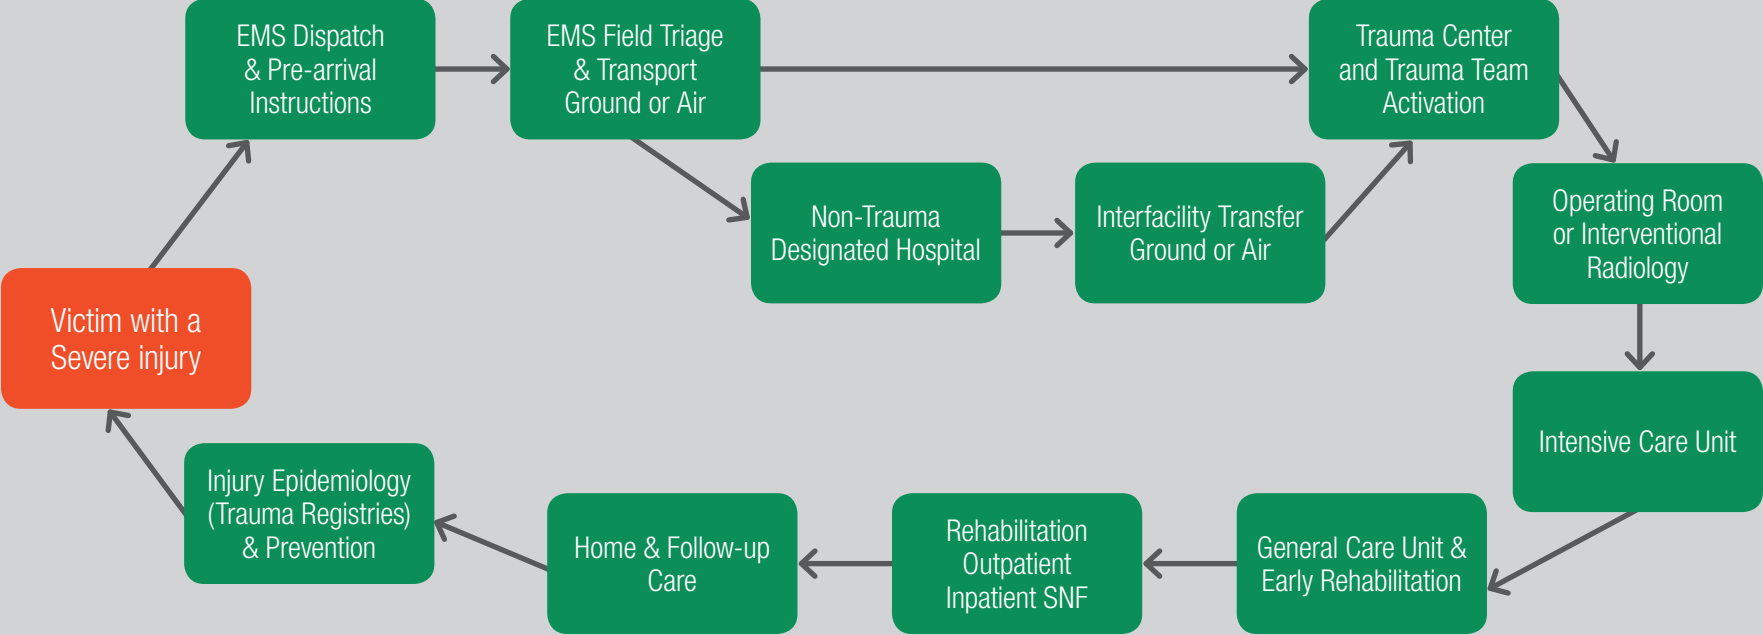 EMS Dispatch
& Pre-arrival
Instructions
EMS Field Triage
& Transport
Ground or Air
Trauma Center
and Trauma Team
Activation
Non-Trauma
Designated Hospital
Interfacility Transfer
Ground or Air
Operating Room
or Interventional
Radiology
Victim with a
Severe injury
Intensive Care Unit
Injury Epidemiology
(Trauma Registries)
& Prevention
Home & Follow-up
Care
Rehabilitation
Outpatient
Inpatient SNF
General Care Unit &
Early Rehabilitation